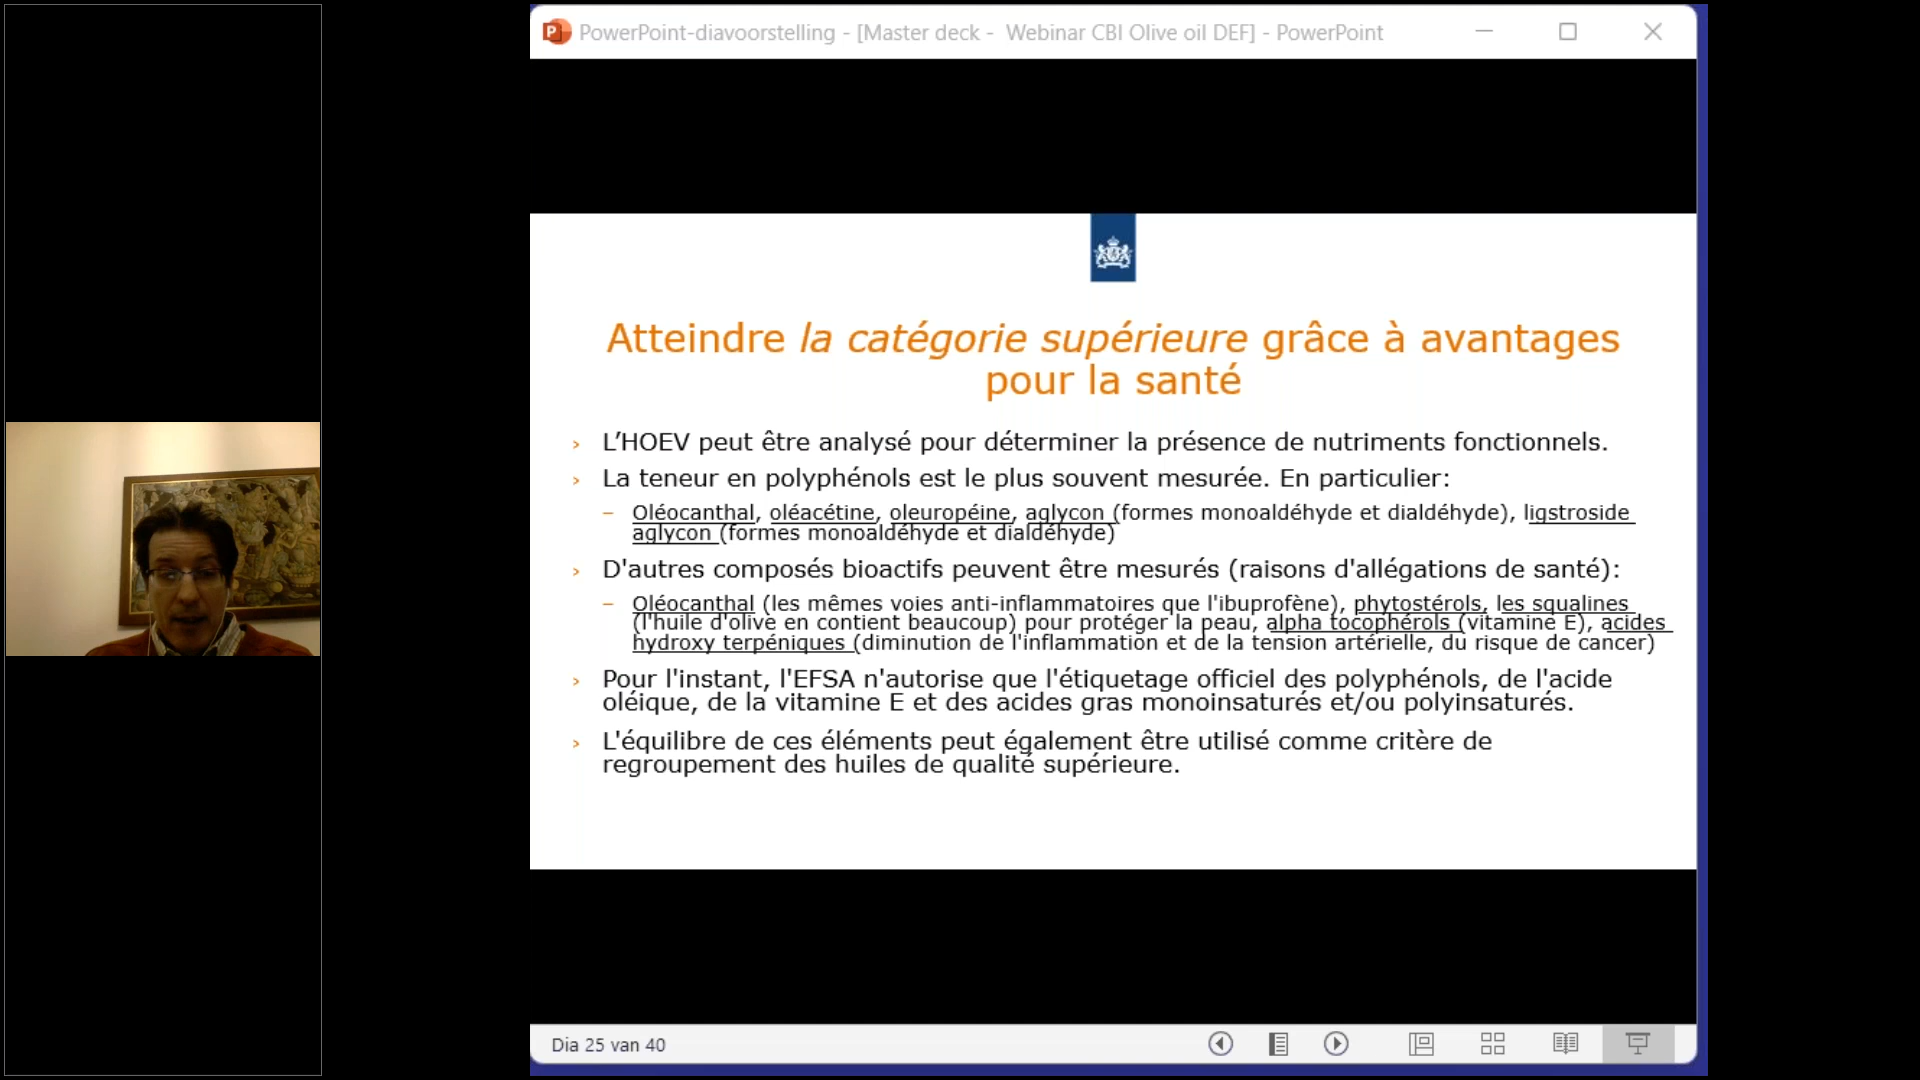 PowerPoint-diavoorstelling - [Master deck - Webinar CBI Olive oil DEF] - PowerPoint
Atteindre la catégorie supérieure grâce à avantages
pour la santé
› L’HOEV peut être analysé pour déterminer la présence de nutriments fonctionnels.
› La teneur en polyphénols est le plus souvent mesurée. En particulier:
– Oléocanthal, oléacétine, oleuropéine, aglycon (formes monoaldéhyde et dialdéhyde), ligstroside
aglycon (formes monoaldéhyde et dialdéhyde)
› D'autres composés bioactifs peuvent être mesurés (raisons d'allégations de santé):
– Oléocanthal (les mêmes voies anti-inflammatoires que l'ibuprofène), phytostérols, les squalines
(l'huile d'olive en contient beaucoup) pour protéger la peau, alpha tocophérols (vitamine E), acides
hydroxy terpéniques (diminution de l'inflammation et de la tension artérielle, du risque de cancer)
› Pour l'instant, l'EFSA n'autorise que l'étiquetage officiel des polyphénols, de l'acide
oléique, de la vitamine E et des acides gras monoinsaturés et/ou polyinsaturés.
› L'équilibre de ces éléments peut également être utilisé comme critère de
regroupement des huiles de qualité supérieure.
Dia 25 van 40